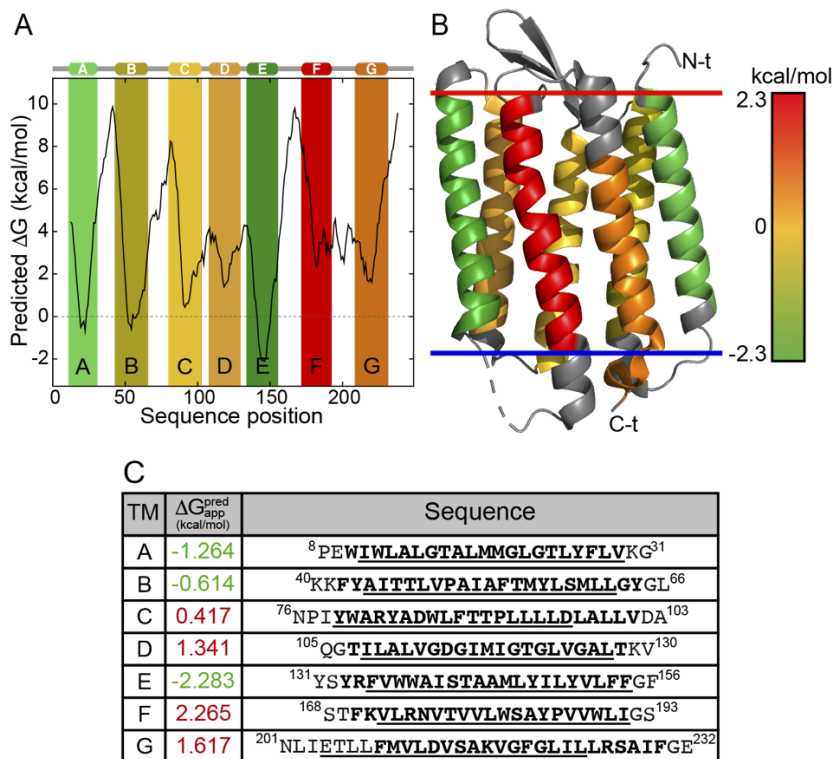 A
A B C D E F G
10
8
6
4
2
0
-2
Predicted ΔG (kcal/mol)
A B C D E F G
0 50 100 150 200
Sequence position
B
N-t
C-t
kcal/mol
2.3
0
-2.3
C
TM ΔG pred app (kcal/mol) Sequence
A -1.264 ⁸PEWIWLALGTALMMGLGTLYFLVKG³¹
B -0.614 ⁴⁰KKFYAITTLVPAIAFTMYLSMLLGYGL⁶⁶
C 0.417 ⁷⁶NPIYWARYADWLFTTPLLLLDLALLVDA¹⁰³
D 1.341 ¹⁰⁵QGTILALVGDGIMIGTGLVGALTKV¹³⁰
E -2.283 ¹³¹YSYRFVWWAISTAAMLYILYVLFFGF¹⁵⁶
F 2.265 ¹⁶⁸STFKVLRNVTVVLWSAYPVVWLIGS¹⁹³
G 1.617 ²⁰¹NLIETLLFMVLDVSAKVGFGLILLRSAIFGE²³²